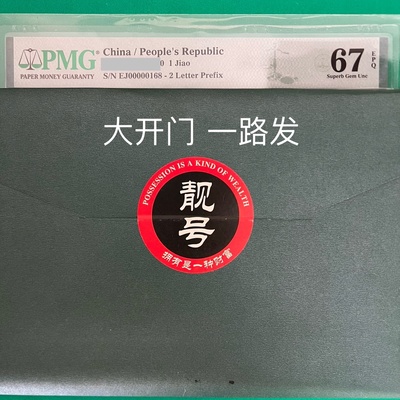 PMG
PAPER MONEY GUARANTY
China / People's Republic
0 1 Jiao
S/N EJ00000168 - 2 Letter Prefix
67
EPQ
Superb Gem Unc
大开门 一路发
POSSESSION IS A KIND OF WEALTH
靓号
拥有是一种财富